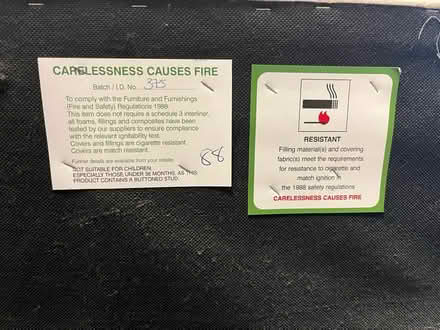 CARELESSNESS CAUSES FIRE
Batch / I.D. No. 375
To comply with the Furniture and Furnishings
(Fire and Safety) Regulations 1988
This item does not require a schedule 3 interliner,
all foams, fillings and composites have been
tested by our suppliers to ensure compliance
with the relevant ignitability test.
Covers and fillings are cigarette resistant.
Covers are match resistant.
Further details are available from your retailer.
88
NOT SUITABLE FOR CHILDREN,
ESPECIALLY THOSE UNDER 36 MONTHS, AS THIS
PRODUCT CONTAINS A BUTTONED STUD.
RESISTANT
Filling material(s) and covering
fabric(s) meet the requirements
for resistance to cigarette and
match ignition in
the 1988 safety regulations
CARELESSNESS CAUSES FIRE